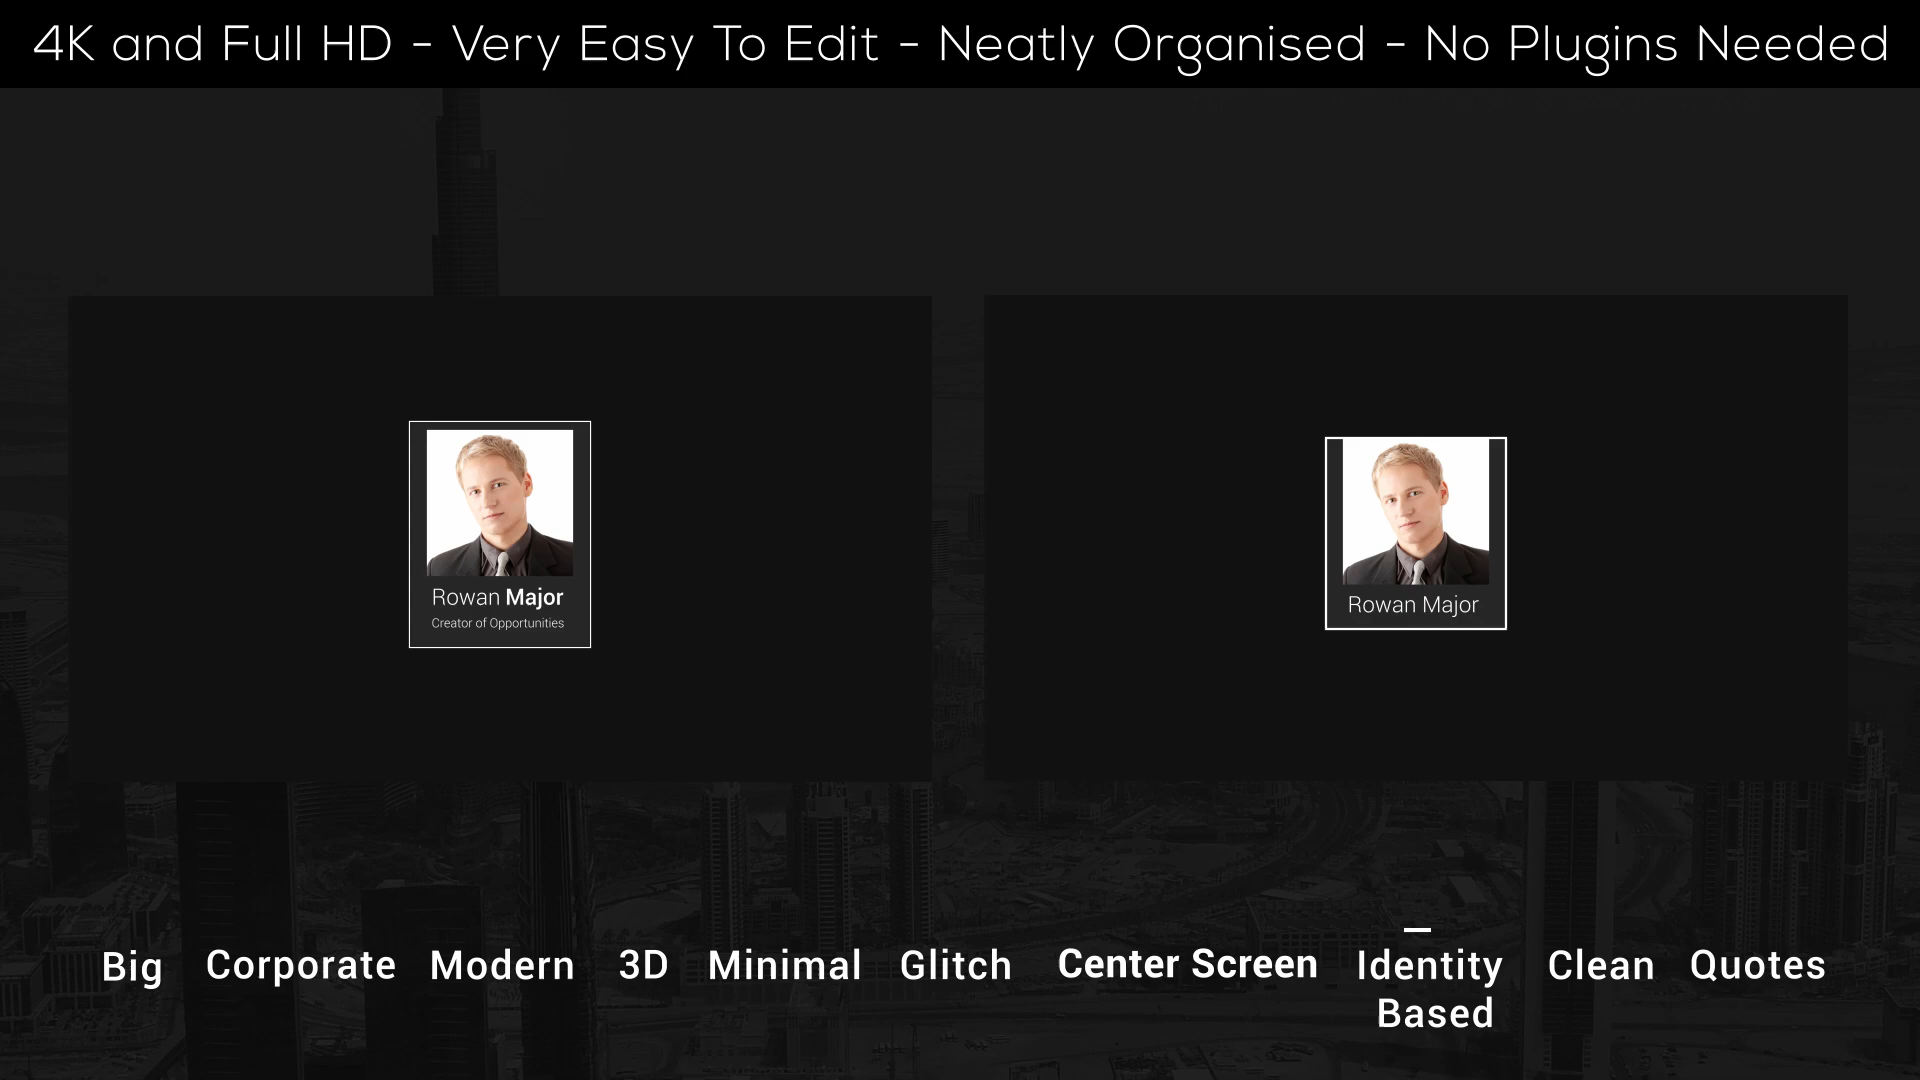 4K and Full HD - Very Easy To Edit - Neatly Organised - No Plugins Needed
Rowan Major
Creator of Opportunities
Rowan Major
Big
Corporate
Modern
3D
Minimal
Glitch
Center Screen
Identity
Based
Clean
Quotes